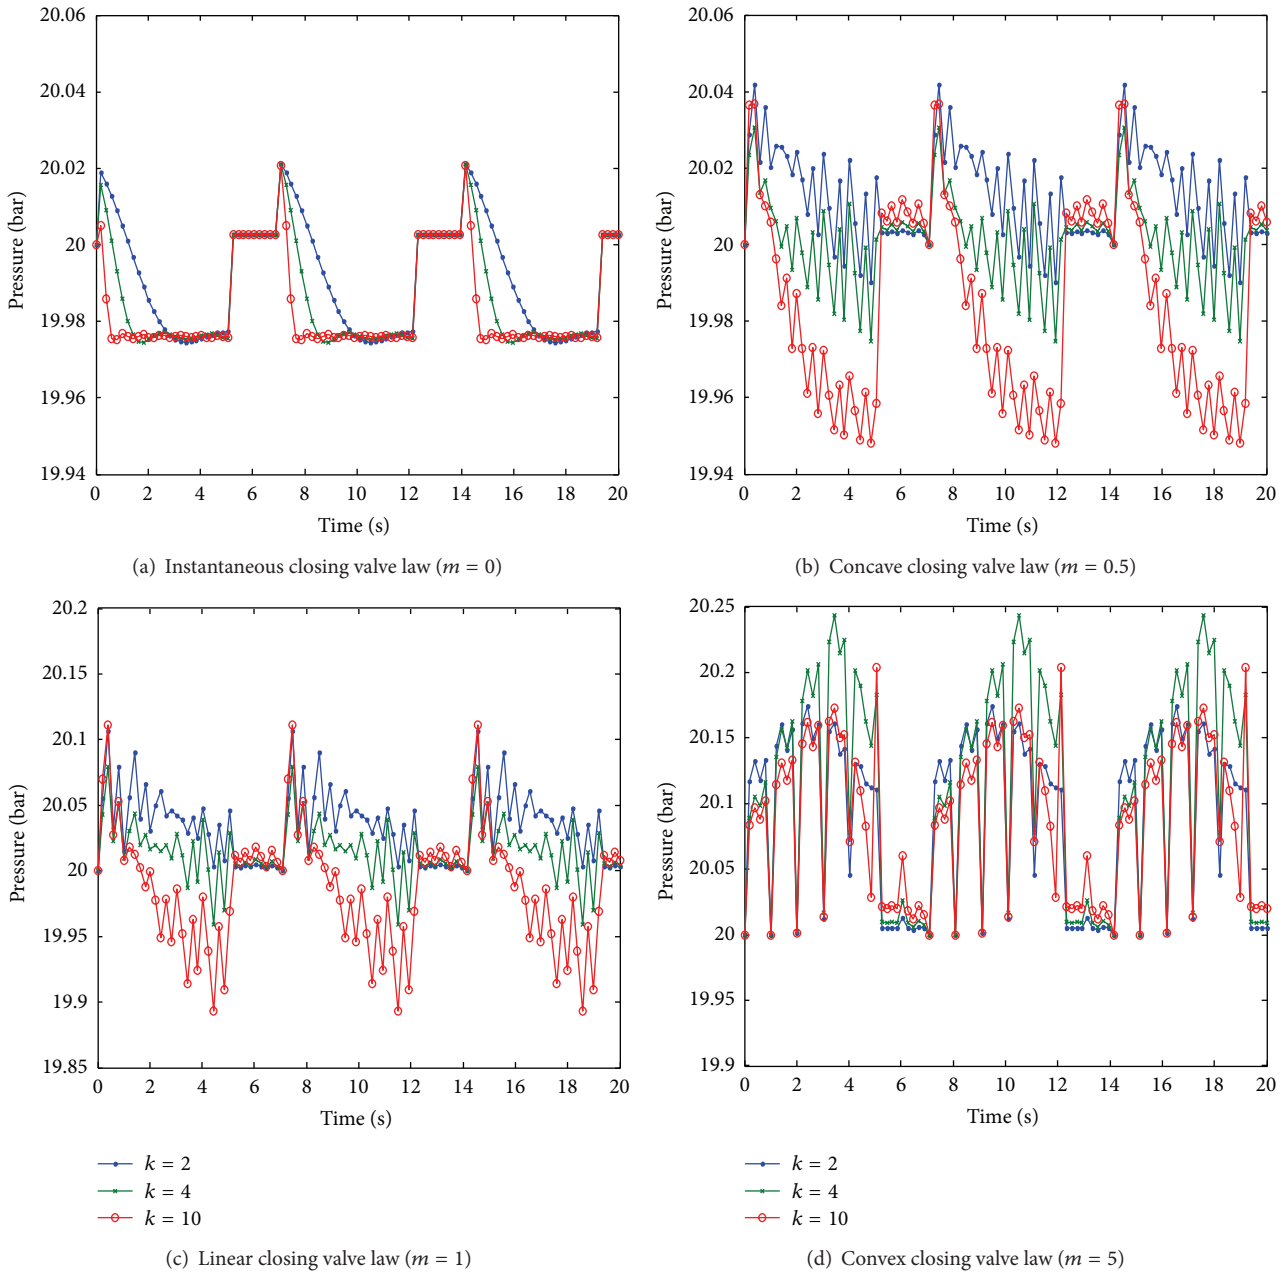 20.06
20.04
20.02
20
19.98
19.96
19.94
Pressure (bar)
0 2 4 6 8 10 12 14 16 18 20
Time (s)
(a) Instantaneous closing valve law (m = 0)
20.06
20.04
20.02
20
19.98
19.96
19.94
Pressure (bar)
0 2 4 6 8 10 12 14 16 18 20
Time (s)
(b) Concave closing valve law (m = 0.5)
20.2
20.15
20.1
20.05
20
19.95
19.9
19.85
Pressure (bar)
0 2 4 6 8 10 12 14 16 18 20
Time (s)
k = 2
k = 4
k = 10
(c) Linear closing valve law (m = 1)
20.25
20.2
20.15
20.1
20.05
20
19.95
19.9
Pressure (bar)
0 2 4 6 8 10 12 14 16 18 20
Time (s)
k = 2
k = 4
k = 10
(d) Convex closing valve law (m = 5)